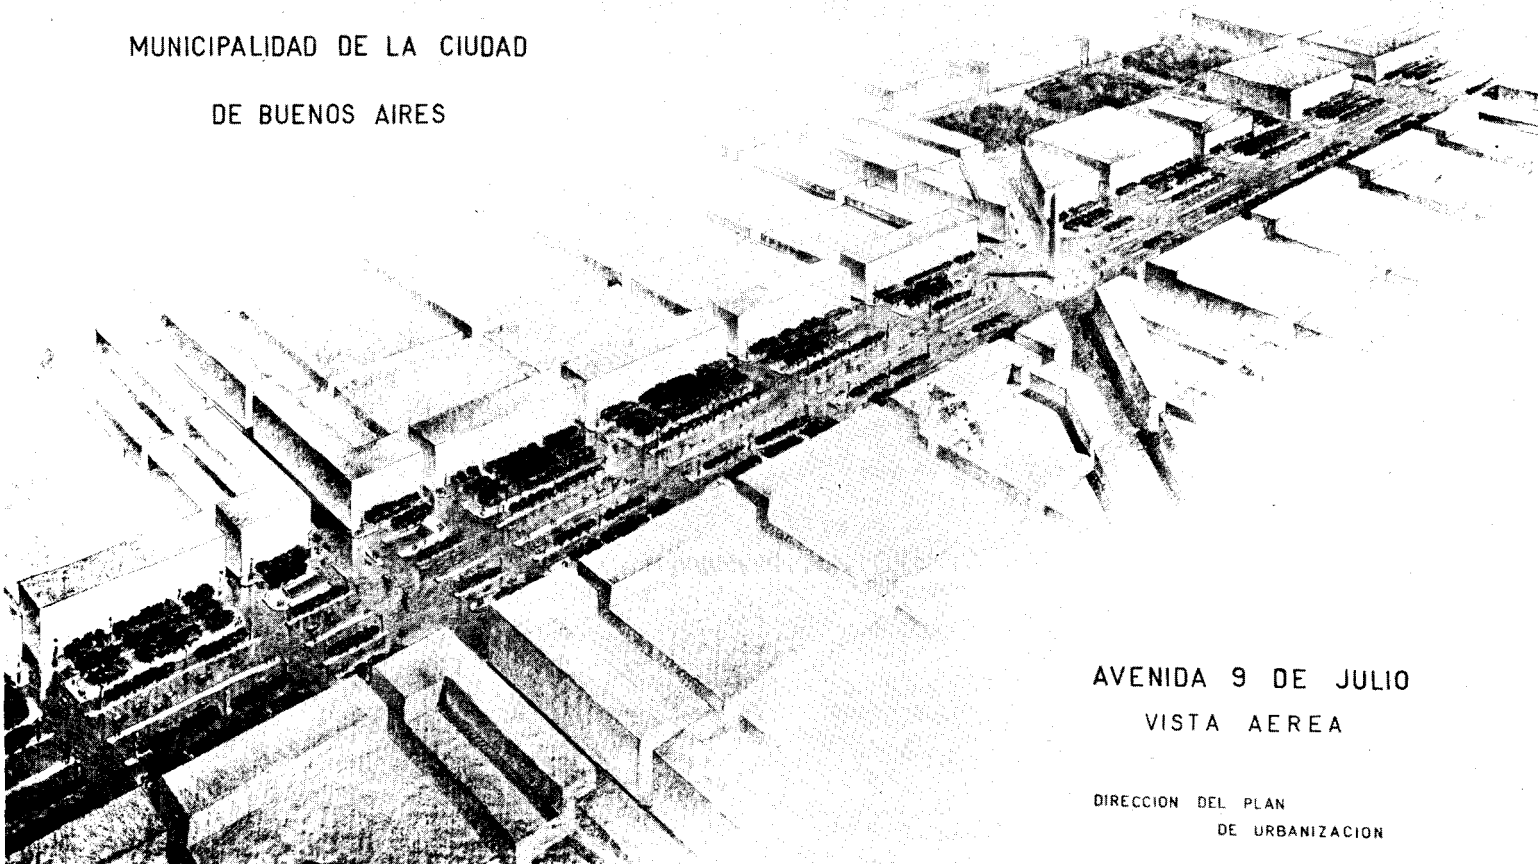 MUNICIPALIDAD DE LA CIUDAD
DE BUENOS AIRES
AVENIDA 9 DE JULIO
VISTA AEREA
DIRECCION DEL PLAN
DE URBANIZACION